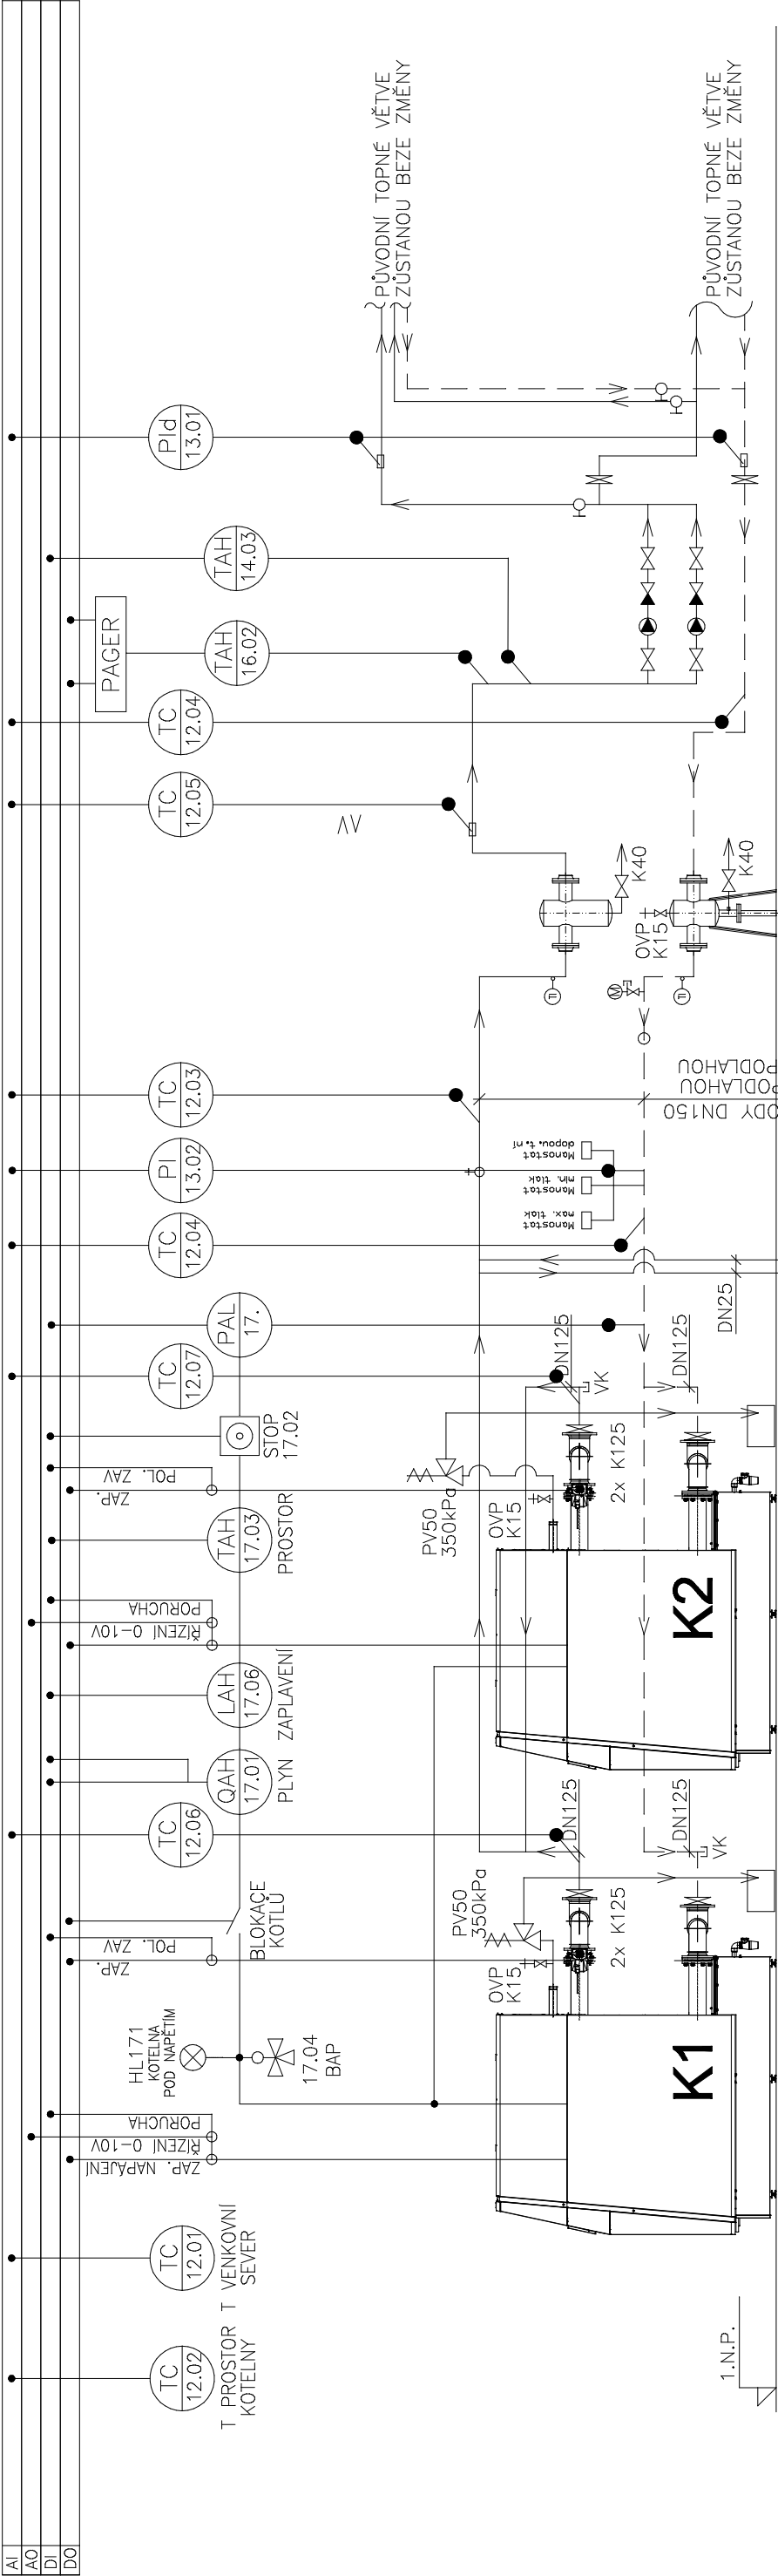 AI
AO
DI
DO
TC
12.02
T PROSTOR
KOTELNY
TC
12.01
T VENKOVNÍ
SEVER
ZAP. NAPÁJENÍ
ŘÍZENÍ 0-10V
PORUCHA
HL171
KOTELNA
POD NAPĚTÍM
17.04
BAP
ZAP.
POL. ZAV
BLOKACE
KOTLŮ
TC
12.06
QAH
17.01
PLYN
LAH
17.06
ZAPLAVENÍ
ŘÍZENÍ 0-10V
PORUCHA
TAH
17.03
PROSTOR
ZAP.
POL. ZAV
STOP
17.02
TC
12.07
PAL
17.
TC
12.04
PI
13.02
TC
12.03
TC
12.05
TC
12.04
TAH
16.02
PAGER
TAH
14.03
PId
13.01
PŮVODNÍ TOPNÉ VĚTVE
ZŮSTANOU BEZE ZMĚNY
PŮVODNÍ TOPNÉ VĚTVE
ZŮSTANOU BEZE ZMĚNY
K40
OVP
K15
K40
M
Manostat
max. tlak
Manostat
min. tlak
Manostat
ODY DN150
PODLAHOU
PODLAHOU
DN25
PV50
350kPa
OVP
K15
DN125
VK
DN125
2x K125
K2
PV50
350kPa
OVP
K15
DN125
DN125
VK
2x K125
K1
1.N.P.